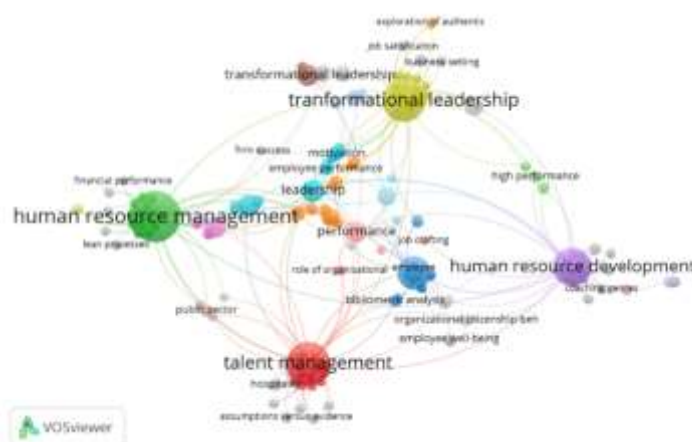 exploration of authentic
job satisfaction
business setting
transformational leadership
tranformational leadership
firm success
motivation
employee performance
high performance
financial performance
leadership
human resource management
performance
lean processes
job crafting
role of organisational
employee
human resource development
coaching
bibliometric analysis
public sector
organizational citizenship beh
employee well-being
talent management
assumptions versus evidence
VOSviewer